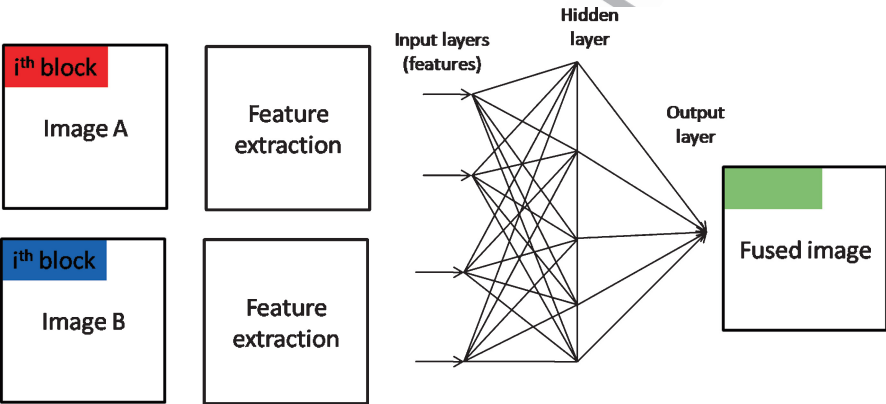 iᵗʰ block
Image A
Feature
extraction
Input layers
(features)
Hidden
layer
Output
layer
iᵗʰ block
Image B
Feature
extraction
Fused image